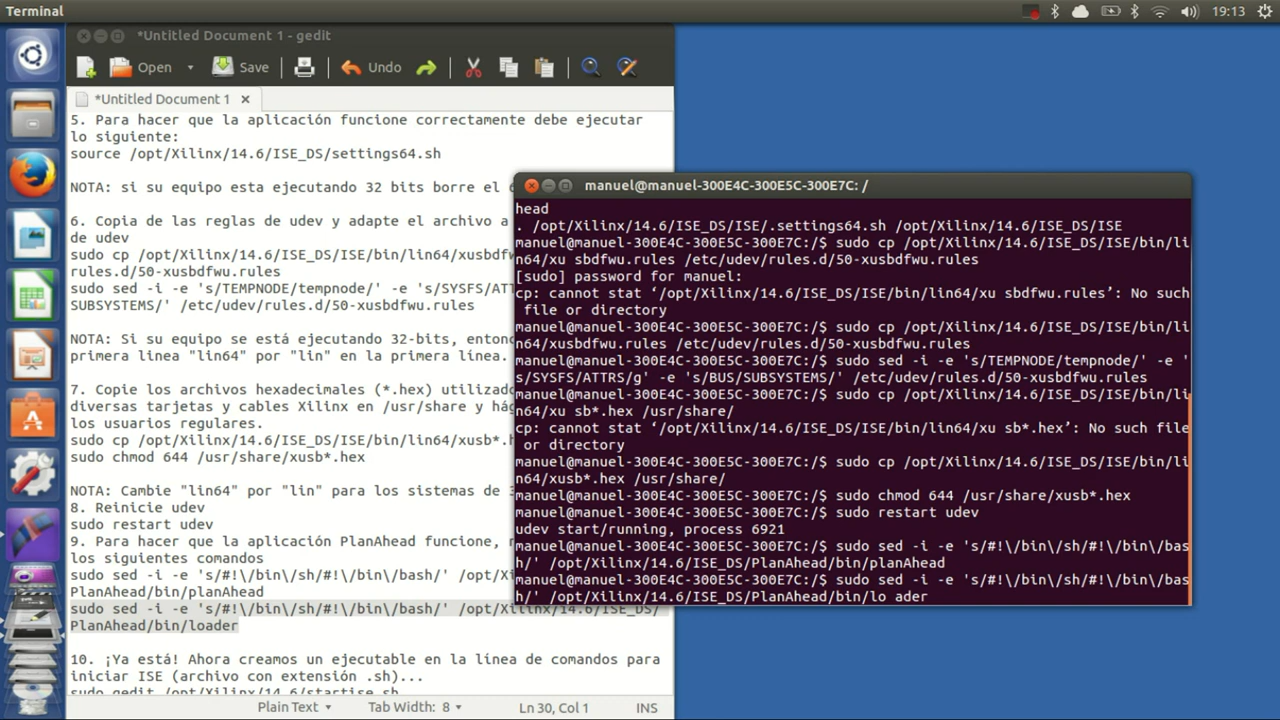 Terminal
19:13
*Untitled Document 1 - gedit
Open
Save
Undo
*Untitled Document 1
5. Para hacer que la aplicación funcione correctamente debe ejecutar
lo siguiente:
source /opt/Xilinx/14.6/ISE_DS/settings64.sh
NOTA: si su equipo esta ejecutando 32 bits borre el
6. Copia de las reglas de udev y adapte el archivo a
de udev
sudo cp /opt/Xilinx/14.6/ISE_DS/ISE/bin/lin64/xusbdfw
rules.d/50-xusbdfwu.rules
sudo sed -i -e 's/TEMPNODE/tempnode/' -e 's/SYSFS/ATT
SUBSYSTEMS/' /etc/udev/rules.d/50-xusbdfwu.rules
NOTA: Si su equipo se está ejecutando 32-bits, enton
primera linea "lin64" por "lin" en la primera línea.
7. Copie los archivos hexadecimales (*.hex) utilizado
diversas tarjetas y cables Xilinx en /usr/share y hág
los usuarios regulares.
sudo cp /opt/Xilinx/14.6/ISE_DS/ISE/bin/lin64/xusb*.h
sudo chmod 644 /usr/share/xusb*.hex
NOTA: Cambie "lin64" por "lin" para los sistemas de 3
8. Reinicie udev
sudo restart udev
9. Para hacer que la aplicación PlanAhead funcione,
los siguientes comandos
sudo sed -i -e 's/#!\/bin\/sh/#!\/bin\/bash/' /opt/Xi
PlanAhead/bin/planAhead
sudo sed -i -e 's/#!\/bin\/sh/#!\/bin\/bash/' /opt/Xilinx/14.6/ISE_DS/
PlanAhead/bin/loader
10. ¡Ya está! Ahora creamos un ejecutable en la línea de comandos para
iniciar ISE (archivo con extensión .sh)...
sudo gedit /opt/Xilinx/14.6/startise.sh
Plain Text
Tab Width: 8
Ln 30, Col 1
INS
manuel@manuel-300E4C-300E5C-300E7C: /
head
. /opt/Xilinx/14.6/ISE_DS/ISE/.settings64.sh /opt/Xilinx/14.6/ISE_DS/ISE
manuel@manuel-300E4C-300E5C-300E7C:/$ sudo cp /opt/Xilinx/14.6/ISE_DS/ISE/bin/li
n64/xu sbdfwu.rules /etc/udev/rules.d/50-xusbdfwu.rules
[sudo] password for manuel:
cp: cannot stat ‘/opt/Xilinx/14.6/ISE_DS/ISE/bin/lin64/xu sbdfwu.rules’: No such
file or directory
manuel@manuel-300E4C-300E5C-300E7C:/$ sudo cp /opt/Xilinx/14.6/ISE_DS/ISE/bin/li
n64/xusbdfwu.rules /etc/udev/rules.d/50-xusbdfwu.rules
manuel@manuel-300E4C-300E5C-300E7C:/$ sudo sed -i -e 's/TEMPNODE/tempnode/' -e '
s/SYSFS/ATTRS/g' -e 's/BUS/SUBSYSTEMS/' /etc/udev/rules.d/50-xusbdfwu.rules
manuel@manuel-300E4C-300E5C-300E7C:/$ sudo cp /opt/Xilinx/14.6/ISE_DS/ISE/bin/li
n64/xu sb*.hex /usr/share/
cp: cannot stat ‘/opt/Xilinx/14.6/ISE_DS/ISE/bin/lin64/xu sb*.hex’: No such file
or directory
manuel@manuel-300E4C-300E5C-300E7C:/$ sudo cp /opt/Xilinx/14.6/ISE_DS/ISE/bin/li
n64/xusb*.hex /usr/share/
manuel@manuel-300E4C-300E5C-300E7C:/$ sudo chmod 644 /usr/share/xusb*.hex
manuel@manuel-300E4C-300E5C-300E7C:/$ sudo restart udev
udev start/running, process 6921
manuel@manuel-300E4C-300E5C-300E7C:/$ sudo sed -i -e 's/#!\/bin\/sh/#!\/bin\/bas
h/' /opt/Xilinx/14.6/ISE_DS/PlanAhead/bin/planAhead
manuel@manuel-300E4C-300E5C-300E7C:/$ sudo sed -i -e 's/#!\/bin\/sh/#!\/bin\/bas
h/' /opt/Xilinx/14.6/ISE_DS/PlanAhead/bin/lo ader